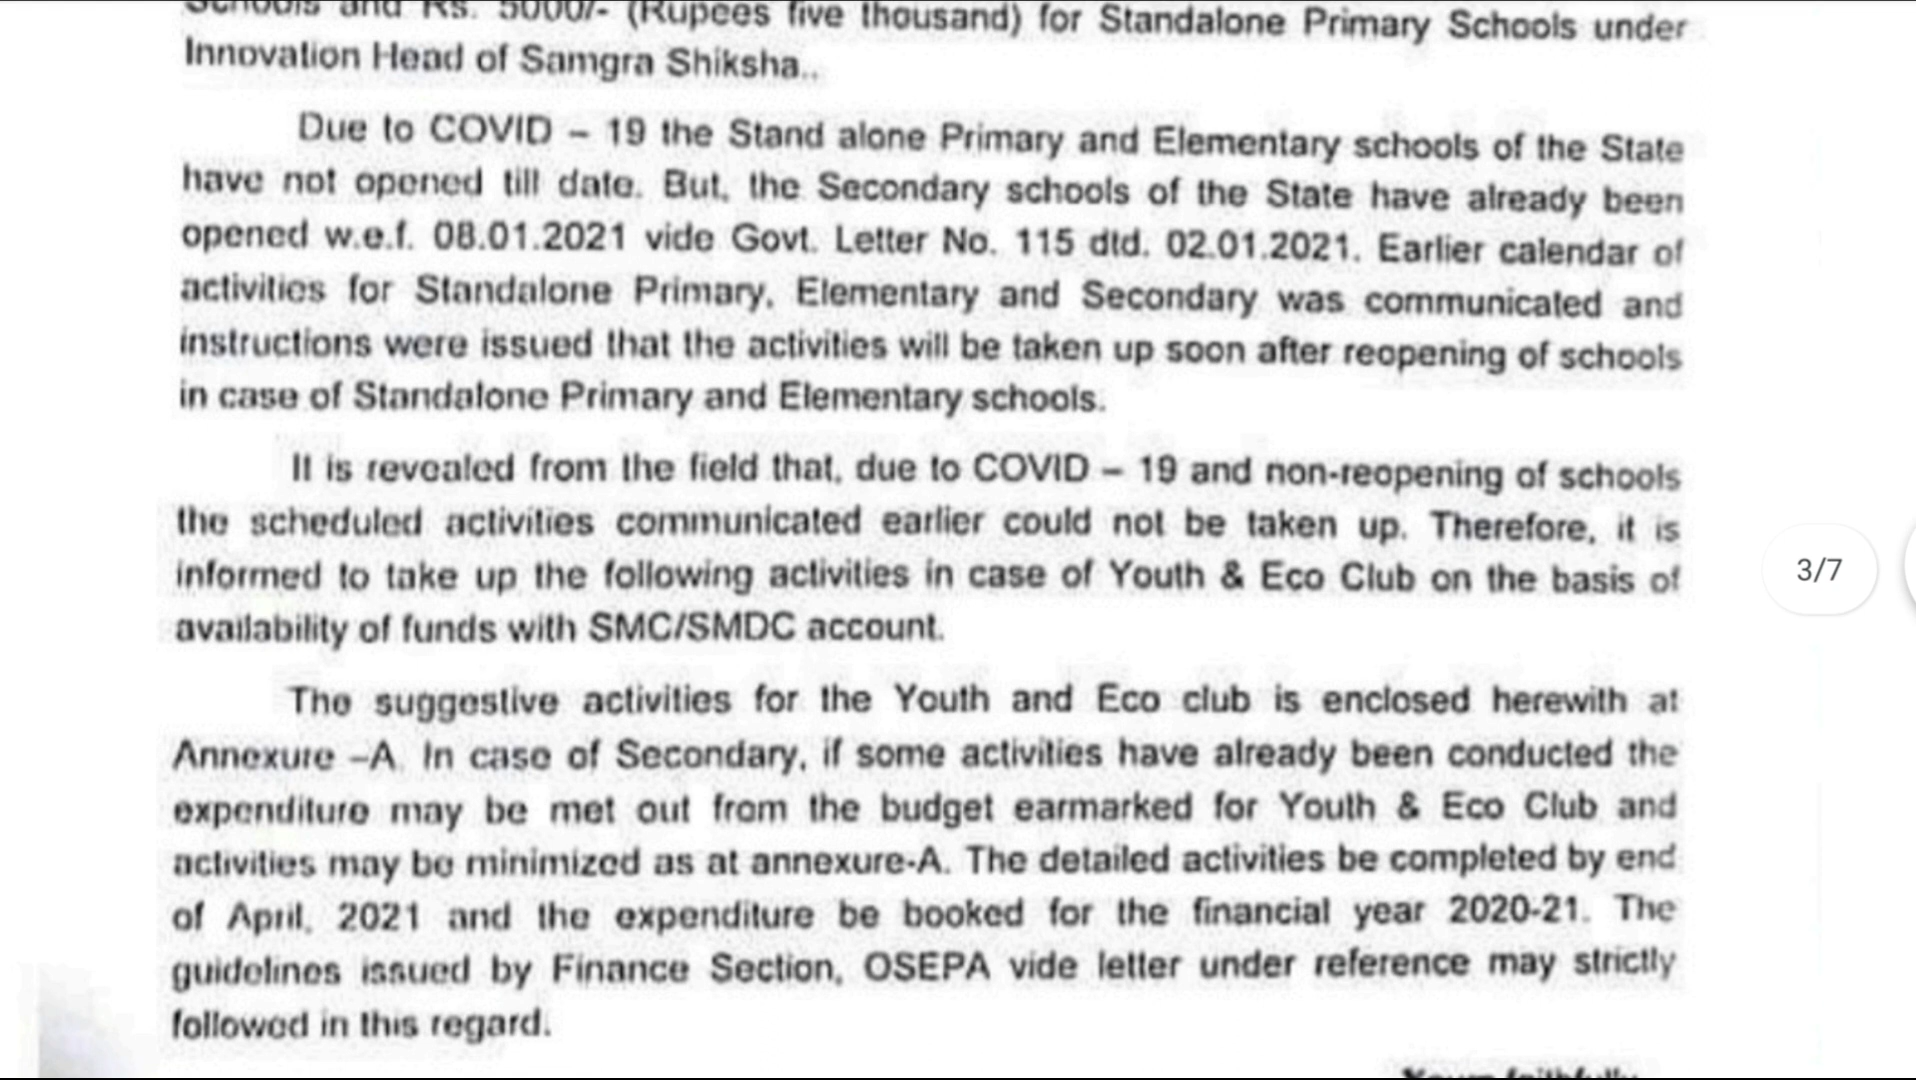 Schools and Rs. 5000/- (Rupees five thousand) for Standalone Primary Schools under
Innovation Head of Samgra Shiksha..
Due to COVID – 19 the Stand alone Primary and Elementary schools of the State
have not opened till date. But, the Secondary schools of the State have already been
opened w.e.f. 08.01.2021 vide Govt. Letter No. 115 dtd. 02.01.2021. Earlier calendar of
activities for Standalone Primary, Elementary and Secondary was communicated and
instructions were issued that the activities will be taken up soon after reopening of schools
in case of Standalone Primary and Elementary schools.
It is revealed from the field that, due to COVID – 19 and non-reopening of schools
the scheduled activities communicated earlier could not be taken up. Therefore, it is
informed to take up the following activities in case of Youth & Eco Club on the basis of
availability of funds with SMC/SMDC account.
3/7
The suggestive activities for the Youth and Eco club is enclosed herewith at
Annexure –A. In case of Secondary, if some activities have already been conducted the
expenditure may be met out from the budget earmarked for Youth & Eco Club and
activities may be minimized as at annexure-A. The detailed activities be completed by end
of April, 2021 and the expenditure be booked for the financial year 2020-21. The
guidelines issued by Finance Section, OSEPA vide letter under reference may strictly
followed in this regard.
Yours faithfully